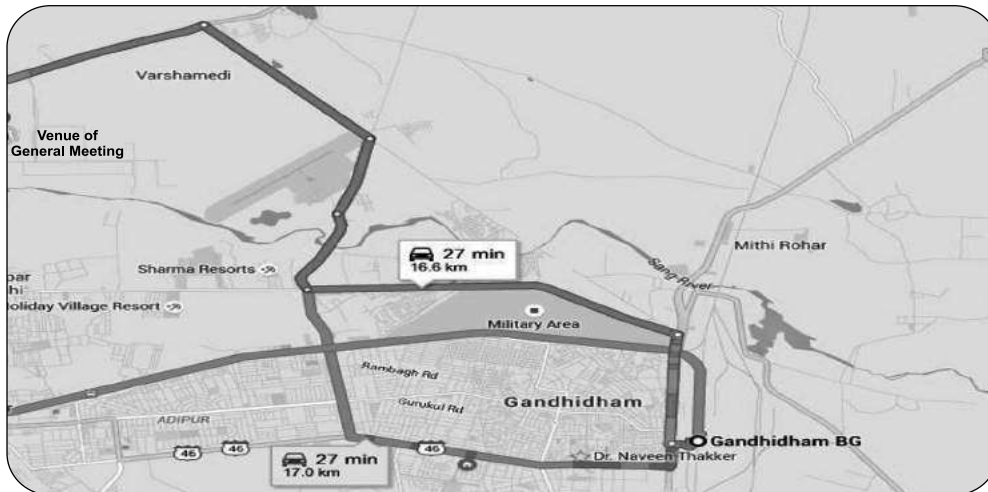 Varshamedi
Venue of
General Meeting
27 min
16.6 km
Mithi Rohar
Sharma Resorts
Sang River
Holiday Village Resort
Military Area
Rambagh Rd
Gurukul Rd
Gandhidham
ADIPUR
46
46
46
Gandhidham BG
Dr. Naveen Thakker
27 min
17.0 km